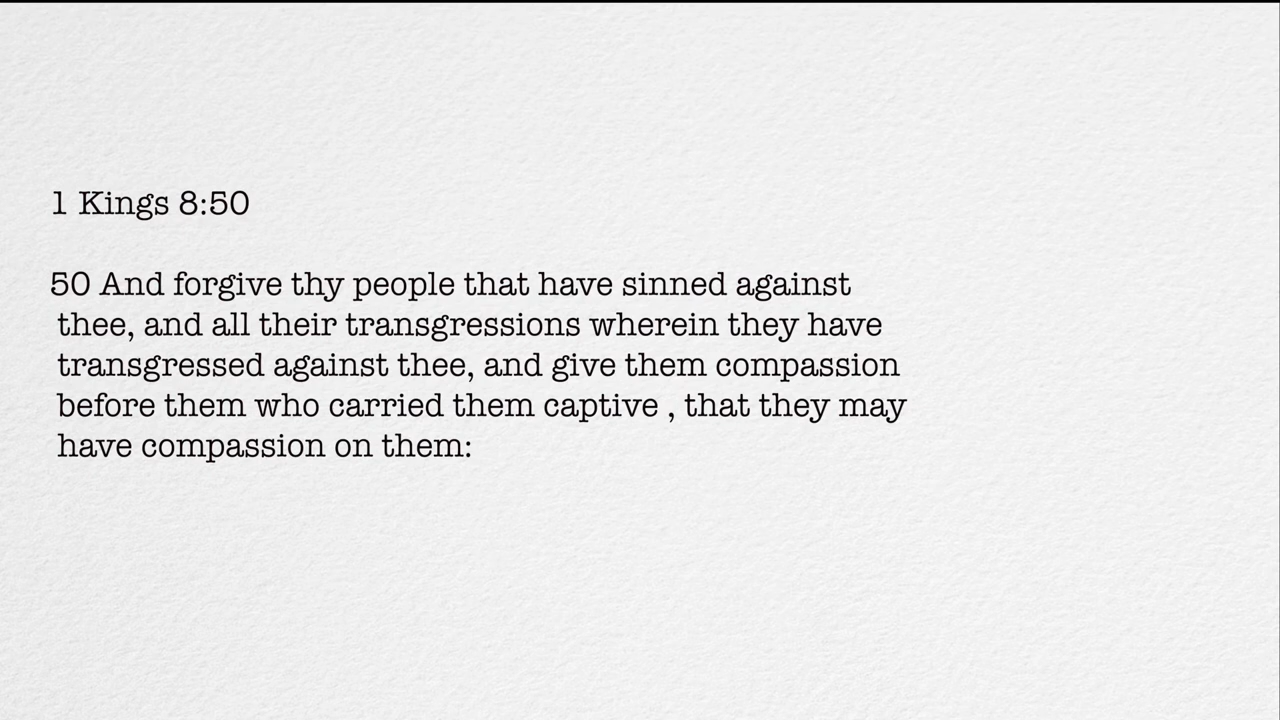 1 Kings 8:50
50 And forgive thy people that have sinned against
thee, and all their transgressions wherein they have
transgressed against thee, and give them compassion
before them who carried them captive , that they may
have compassion on them: